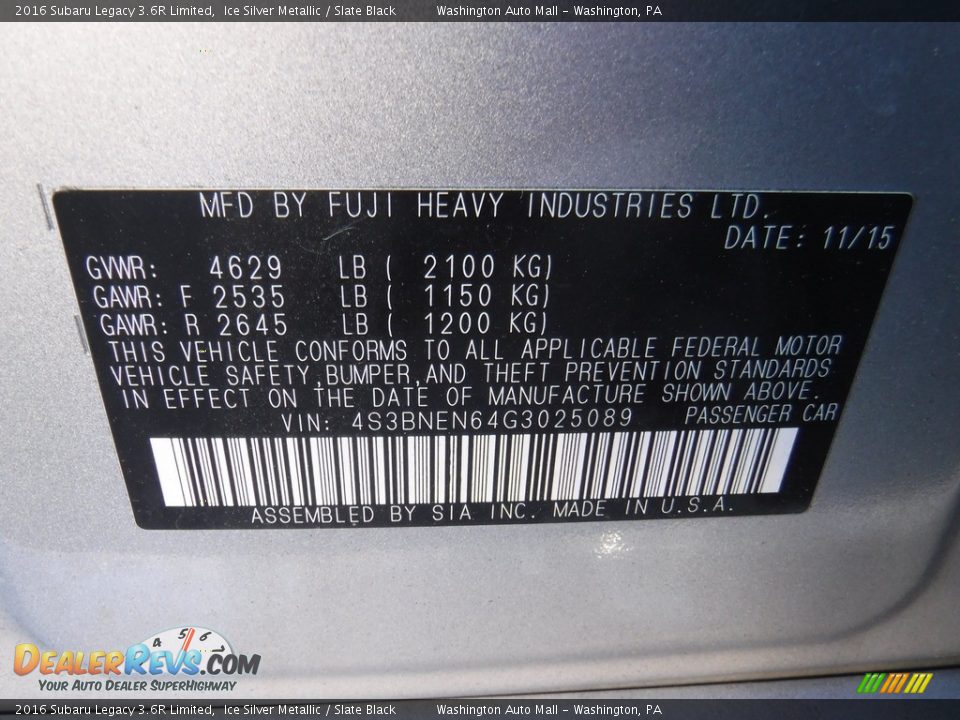 2016 Subaru Legacy 3.6R Limited, Ice Silver Metallic / Slate Black Washington Auto Mall - Washington, PA
MFD BY FUJI HEAVY INDUSTRIES LTD.
DATE: 11/15
GVWR: 4629 LB ( 2100 KG)
GAWR: F 2535 LB ( 1150 KG)
GAWR: R 2645 LB ( 1200 KG)
THIS VEHICLE CONFORMS TO ALL APPLICABLE FEDERAL MOTOR
VEHICLE SAFETY,BUMPER,AND THEFT PREVENTION STANDARDS
IN EFFECT ON THE DATE OF MANUFACTURE SHOWN ABOVE.
VIN: 4S3BNEN64G3025089 PASSENGER CAR
ASSEMBLED BY SIA INC. MADE IN U.S.A.
4 5 6 7
DEALERREVS.COM
YOUR AUTO DEALER SUPERHIGHWAY
2016 Subaru Legacy 3.6R Limited, Ice Silver Metallic / Slate Black Washington Auto Mall - Washington, PA